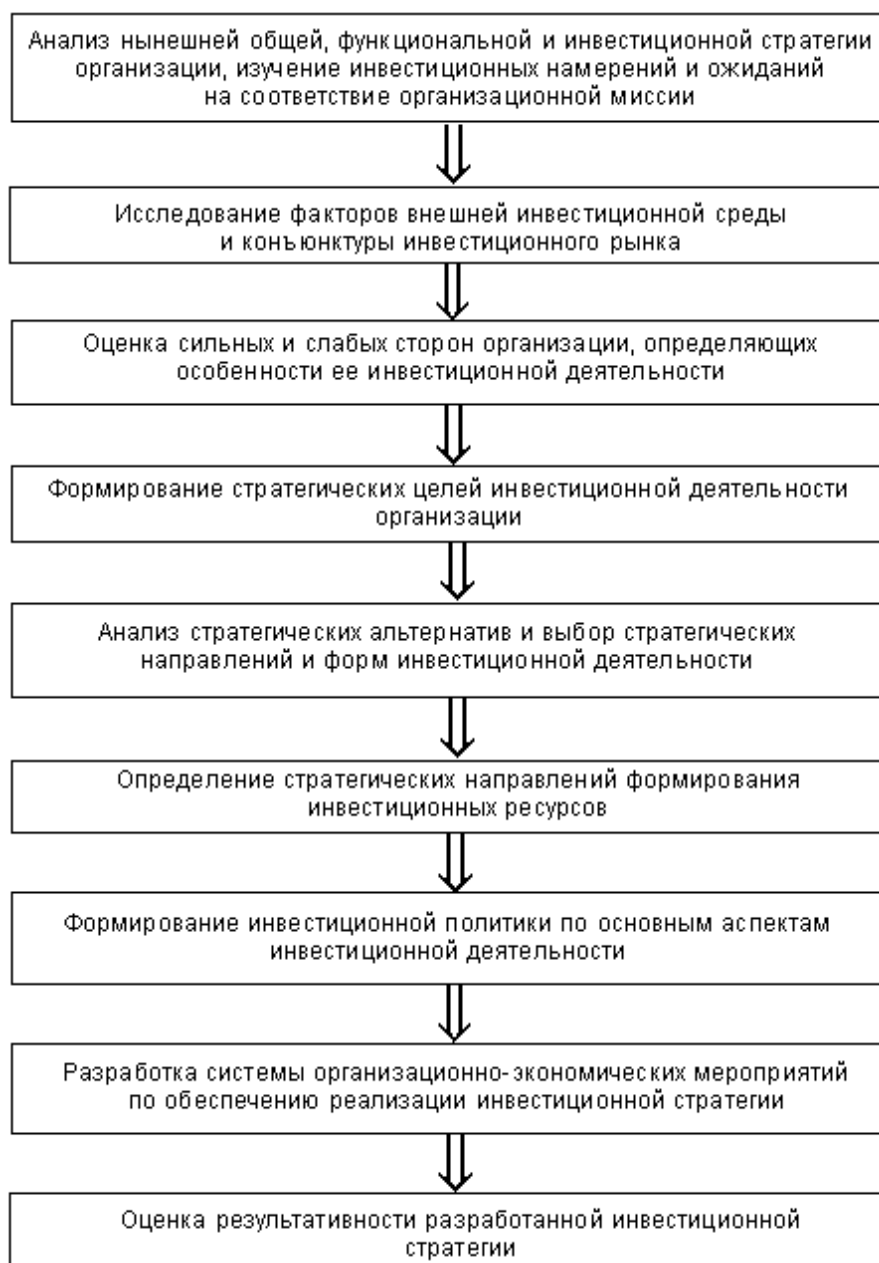 Анализ нынешней общей, функциональной и инвестиционной стратегии
организации, изучение инвестиционных намерений и ожиданий
на соответствие организационной миссии
Исследование факторов внешней инвестиционной среды
и конъюнктуры инвестиционного рынка
Оценка сильных и слабых сторон организации, определяющих
особенности ее инвестиционной деятельности
Формирование стратегических целей инвестиционной деятельности
организации
Анализ стратегических альтернатив и выбор стратегических
направлений и форм инвестиционной деятельности
Определение стратегических направлений формирования
инвестиционных ресурсов
Формирование инвестиционной политики по основным аспектам
инвестиционной деятельности
Разработка системы организационно-экономических мероприятий
по обеспечению реализации инвестиционной стратегии
Оценка результативности разработанной инвестиционной
стратегии